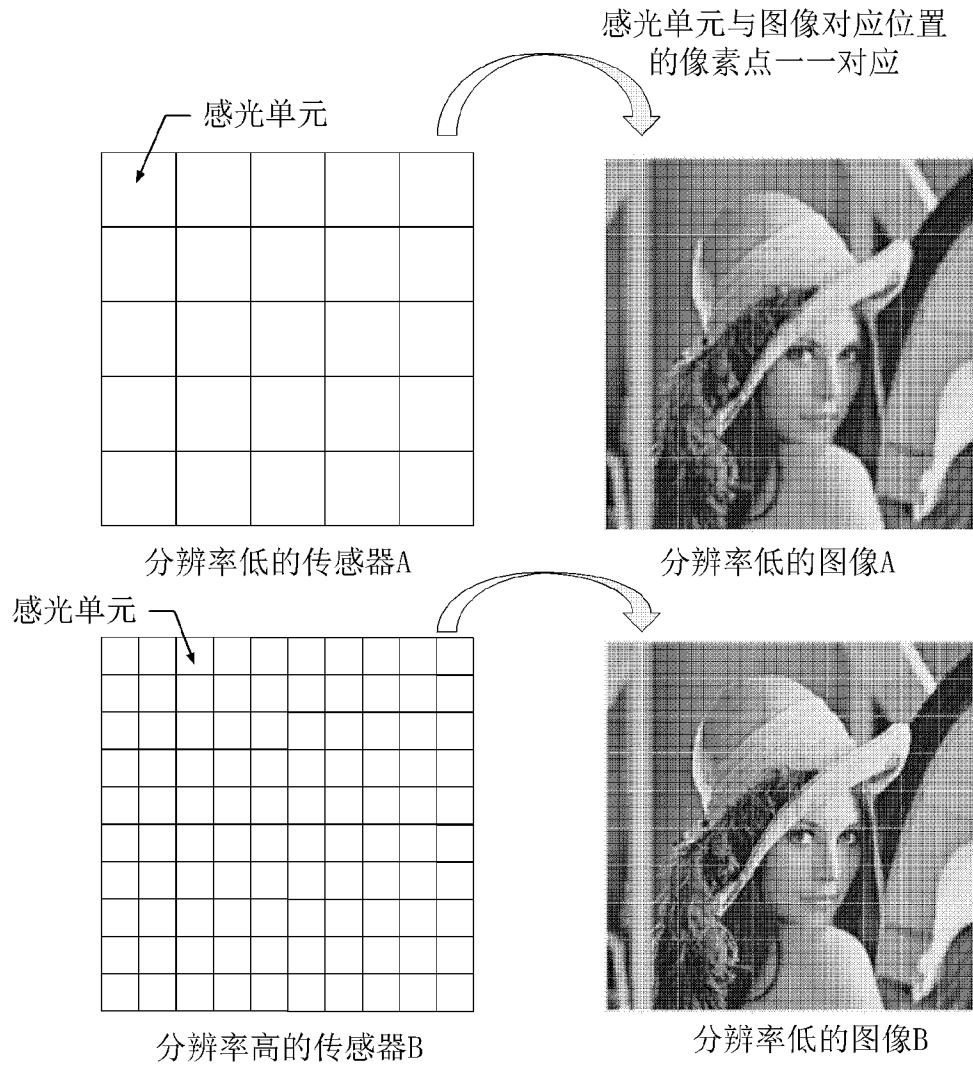 感光单元与图像对应位置
的像素点一一对应
感光单元
分辨率低的传感器A
分辨率低的图像A
感光单元
分辨率高的传感器B
分辨率低的图像B